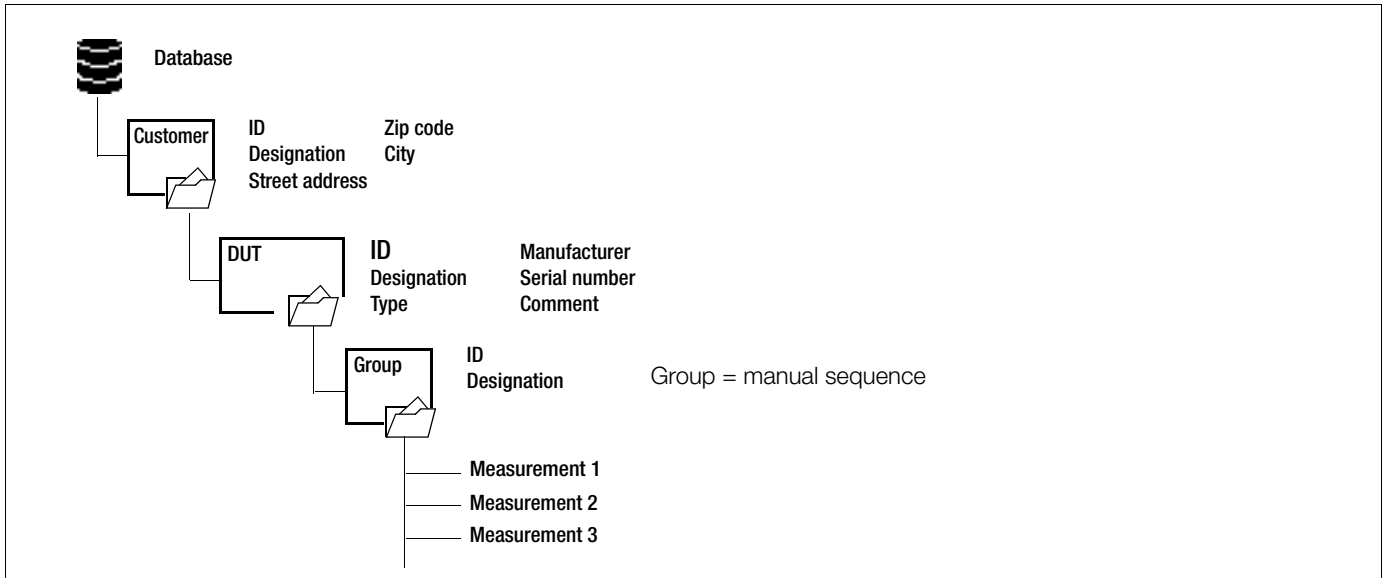 Database
Customer
ID Zip code
Designation City
Street address
DUT
ID Manufacturer
Designation Serial number
Type Comment
Group
ID
Designation
Group = manual sequence
Measurement 1
Measurement 2
Measurement 3